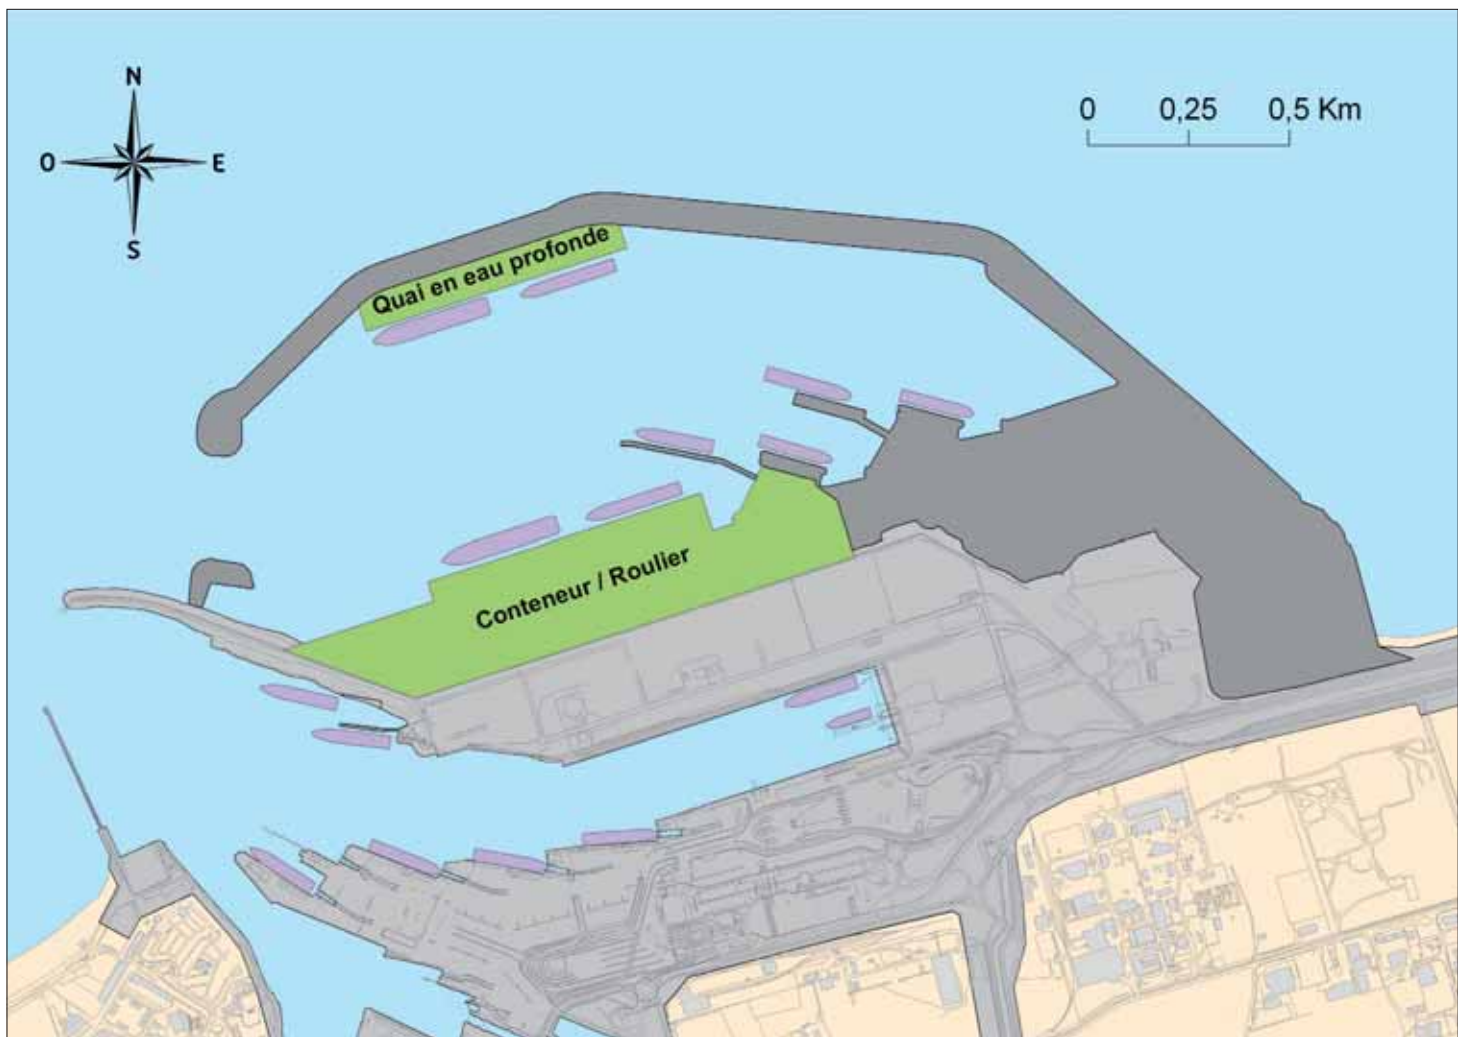 N
O E
S
0 0,25 0,5 Km
Quai en eau profonde
Conteneur / Roulier